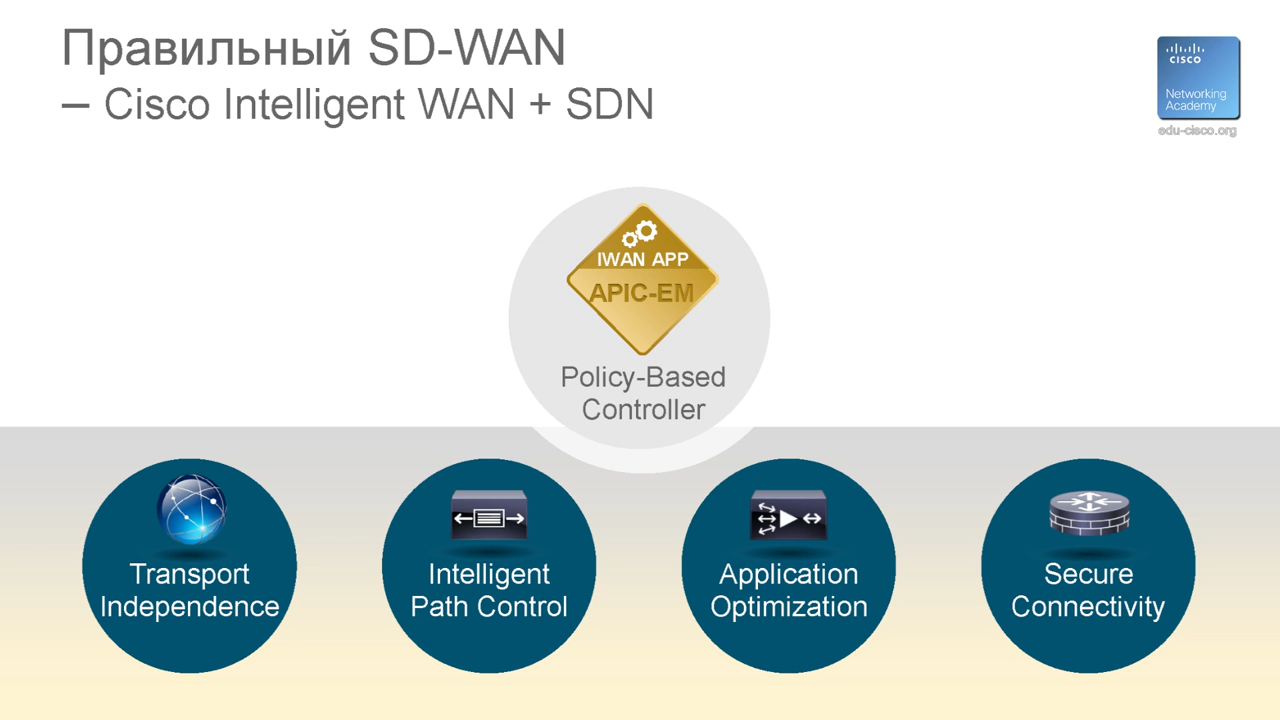 Правильный SD-WAN
– Cisco Intelligent WAN + SDN
CISCO
Networking
Academy
edu-cisco.org
IWAN APP
APIC-EM
Policy-Based
Controller
Transport
Independence
Intelligent
Path Control
Application
Optimization
Secure
Connectivity